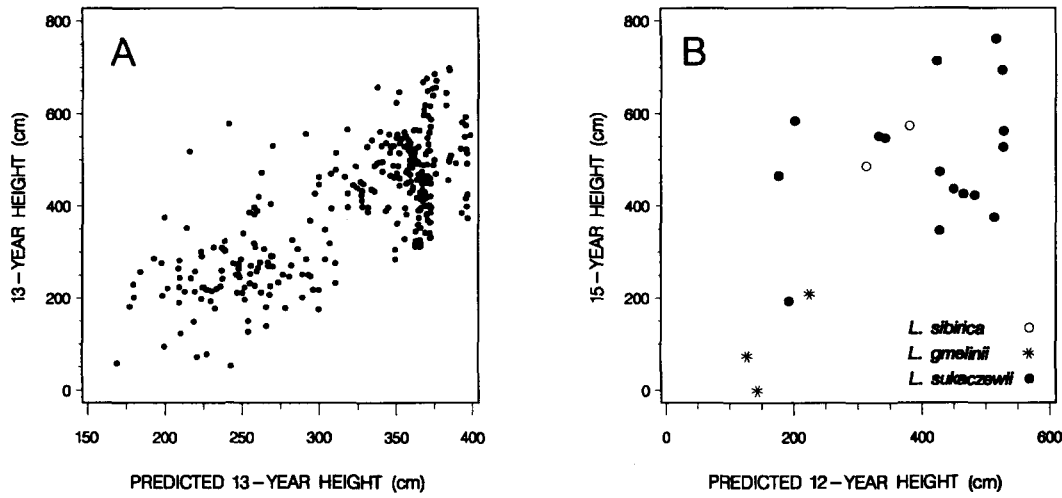 A
13–YEAR HEIGHT (cm)
800
600
400
200
0
150
200
250
300
350
400
PREDICTED 13–YEAR HEIGHT (cm)
B
15–YEAR HEIGHT (cm)
800
600
400
200
0
L. sibirica
L. gmelinii
L. sukaczewii
0
200
400
600
PREDICTED 12–YEAR HEIGHT (cm)